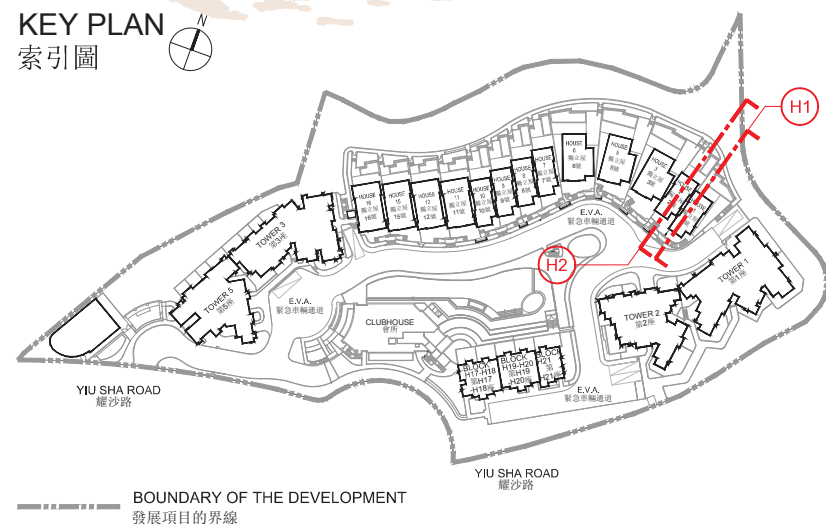 KEY PLAN
索引圖
N
H1
HOUSE
6
獨立屋
6號
HOUSE
5
獨立屋
5號
HOUSE
3
獨立屋
3號
HOUSE
7
獨立屋
7號
HOUSE
8
獨立屋
8號
HOUSE
9
獨立屋
9號
HOUSE
10
獨立屋
10號
HOUSE
11
獨立屋
11號
HOUSE
12
獨立屋
12號
HOUSE
15
獨立屋
15號
HOUSE
16
獨立屋
16號
E.V.A.
緊急車輛通道
H2
TOWER 3
第3座
TOWER 5
第5座
E.V.A.
緊急車輛通道
CLUBHOUSE
會所
TOWER 1
第1座
TOWER 2
第2座
BLOCK
H17-H18
第H17
-H18座
BLOCK
H19-H20
第H19
-H20座
BLOCK
H21
第
H21座
E.V.A.
緊急車輛通道
YIU SHA ROAD
耀沙路
YIU SHA ROAD
耀沙路
BOUNDARY OF THE DEVELOPMENT
發展項目的界線